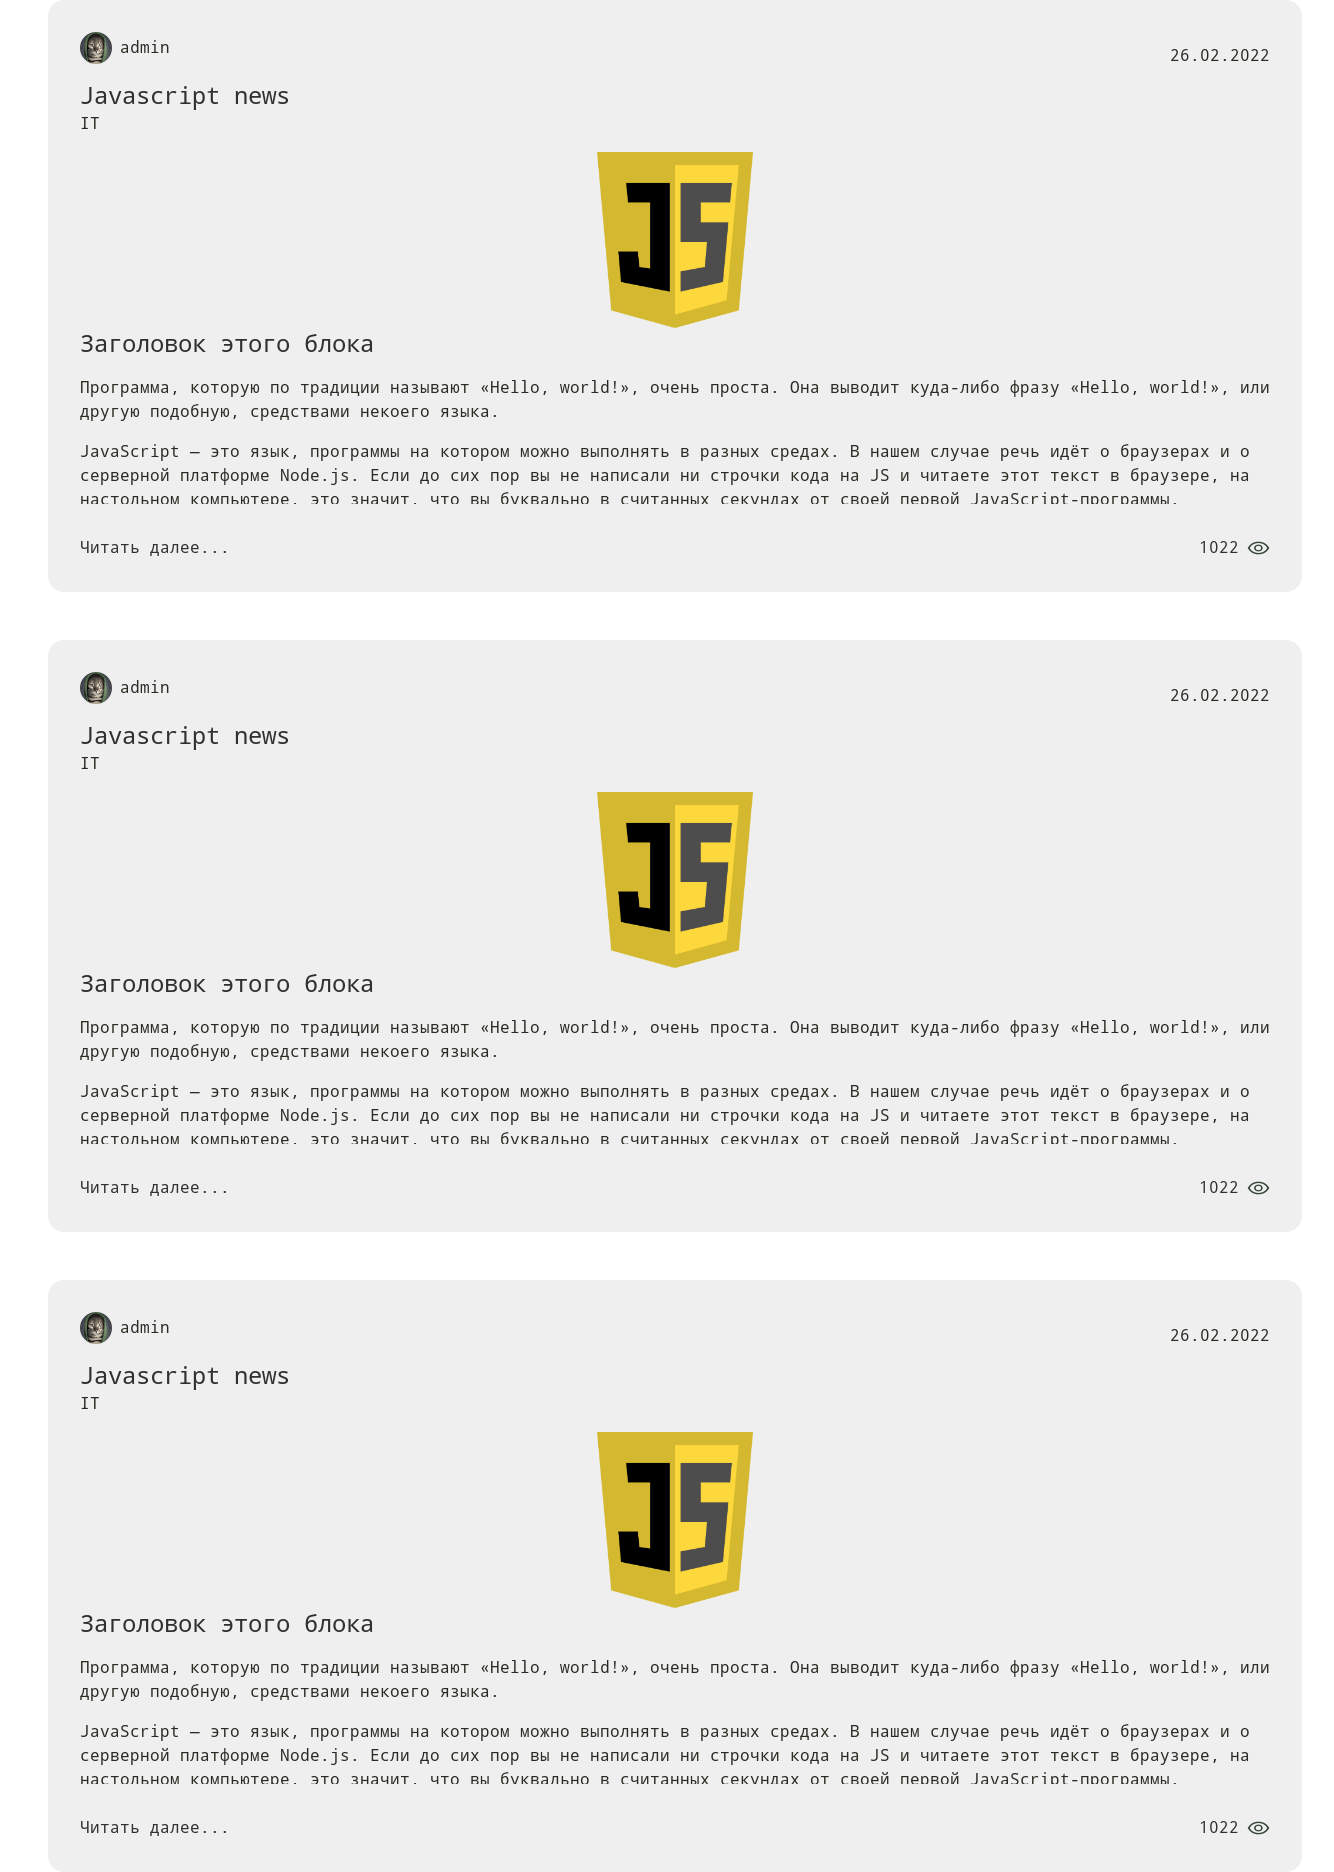 admin
26.02.2022
Javascript news
IT
JS
Заголовок этого блока
Программа, которую по традиции называют «Hello, world!», очень проста. Она выводит куда-либо фразу «Hello, world!», или
другую подобную, средствами некоего языка.
JavaScript — это язык, программы на котором можно выполнять в разных средах. В нашем случае речь идёт о браузерах и о
серверной платформе Node.js. Если до сих пор вы не написали ни строчки кода на JS и читаете этот текст в браузере, на
настольном компьютере, это значит, что вы буквально в считанных секундах от своей первой JavaScript-программы.
Читать далее...
1022
admin
26.02.2022
Javascript news
IT
JS
Заголовок этого блока
Программа, которую по традиции называют «Hello, world!», очень проста. Она выводит куда-либо фразу «Hello, world!», или
другую подобную, средствами некоего языка.
JavaScript — это язык, программы на котором можно выполнять в разных средах. В нашем случае речь идёт о браузерах и о
серверной платформе Node.js. Если до сих пор вы не написали ни строчки кода на JS и читаете этот текст в браузере, на
настольном компьютере, это значит, что вы буквально в считанных секундах от своей первой JavaScript-программы.
Читать далее...
1022
admin
26.02.2022
Javascript news
IT
JS
Заголовок этого блока
Программа, которую по традиции называют «Hello, world!», очень проста. Она выводит куда-либо фразу «Hello, world!», или
другую подобную, средствами некоего языка.
JavaScript — это язык, программы на котором можно выполнять в разных средах. В нашем случае речь идёт о браузерах и о
серверной платформе Node.js. Если до сих пор вы не написали ни строчки кода на JS и читаете этот текст в браузере, на
настольном компьютере, это значит, что вы буквально в считанных секундах от своей первой JavaScript-программы.
Читать далее...
1022